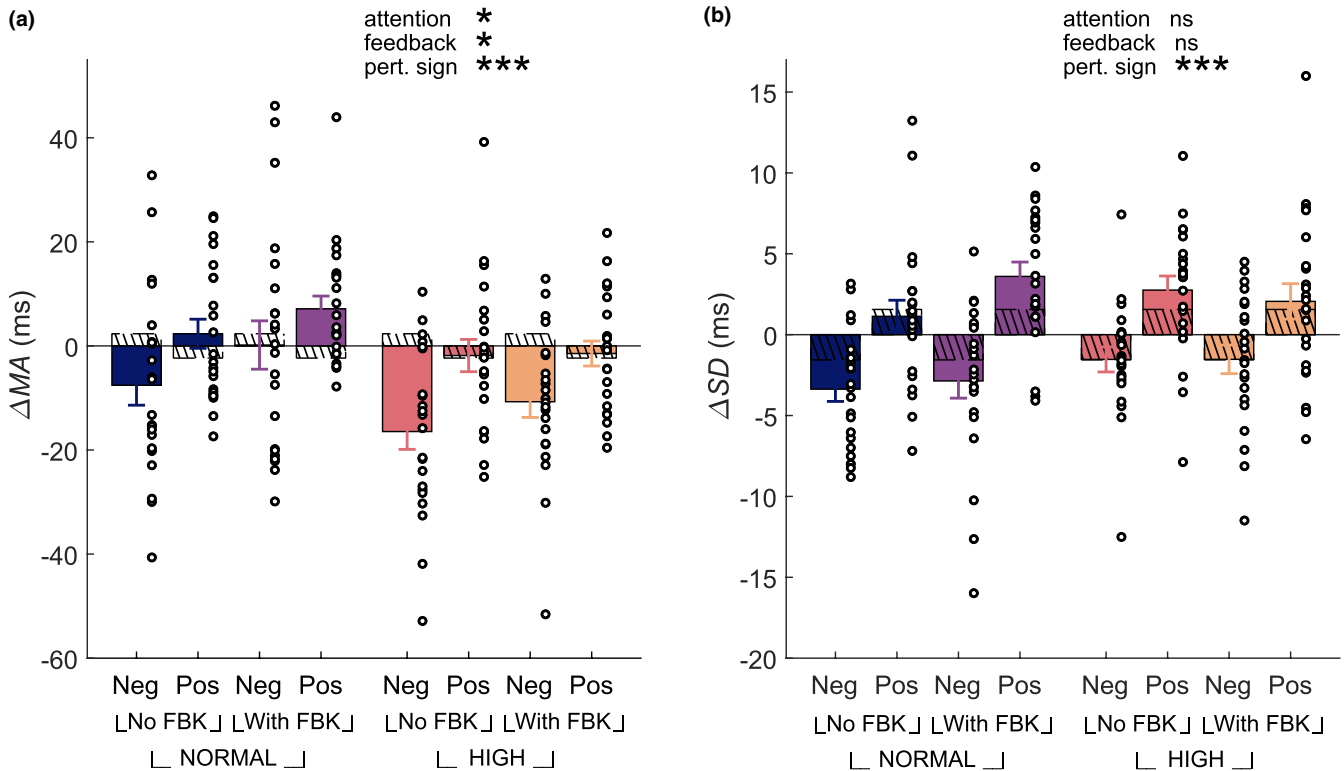 (a)
attention *
feedback *
pert. sign ***
ΔMA (ms)
40
20
0
-20
-40
-60
Neg Pos Neg Pos Neg Pos Neg Pos
No FBK With FBK No FBK With FBK
NORMAL HIGH
(b)
attention ns
feedback ns
pert. sign ***
ΔSD (ms)
15
10
5
0
-5
-10
-15
-20
Neg Pos Neg Pos Neg Pos Neg Pos
No FBK With FBK No FBK With FBK
NORMAL HIGH